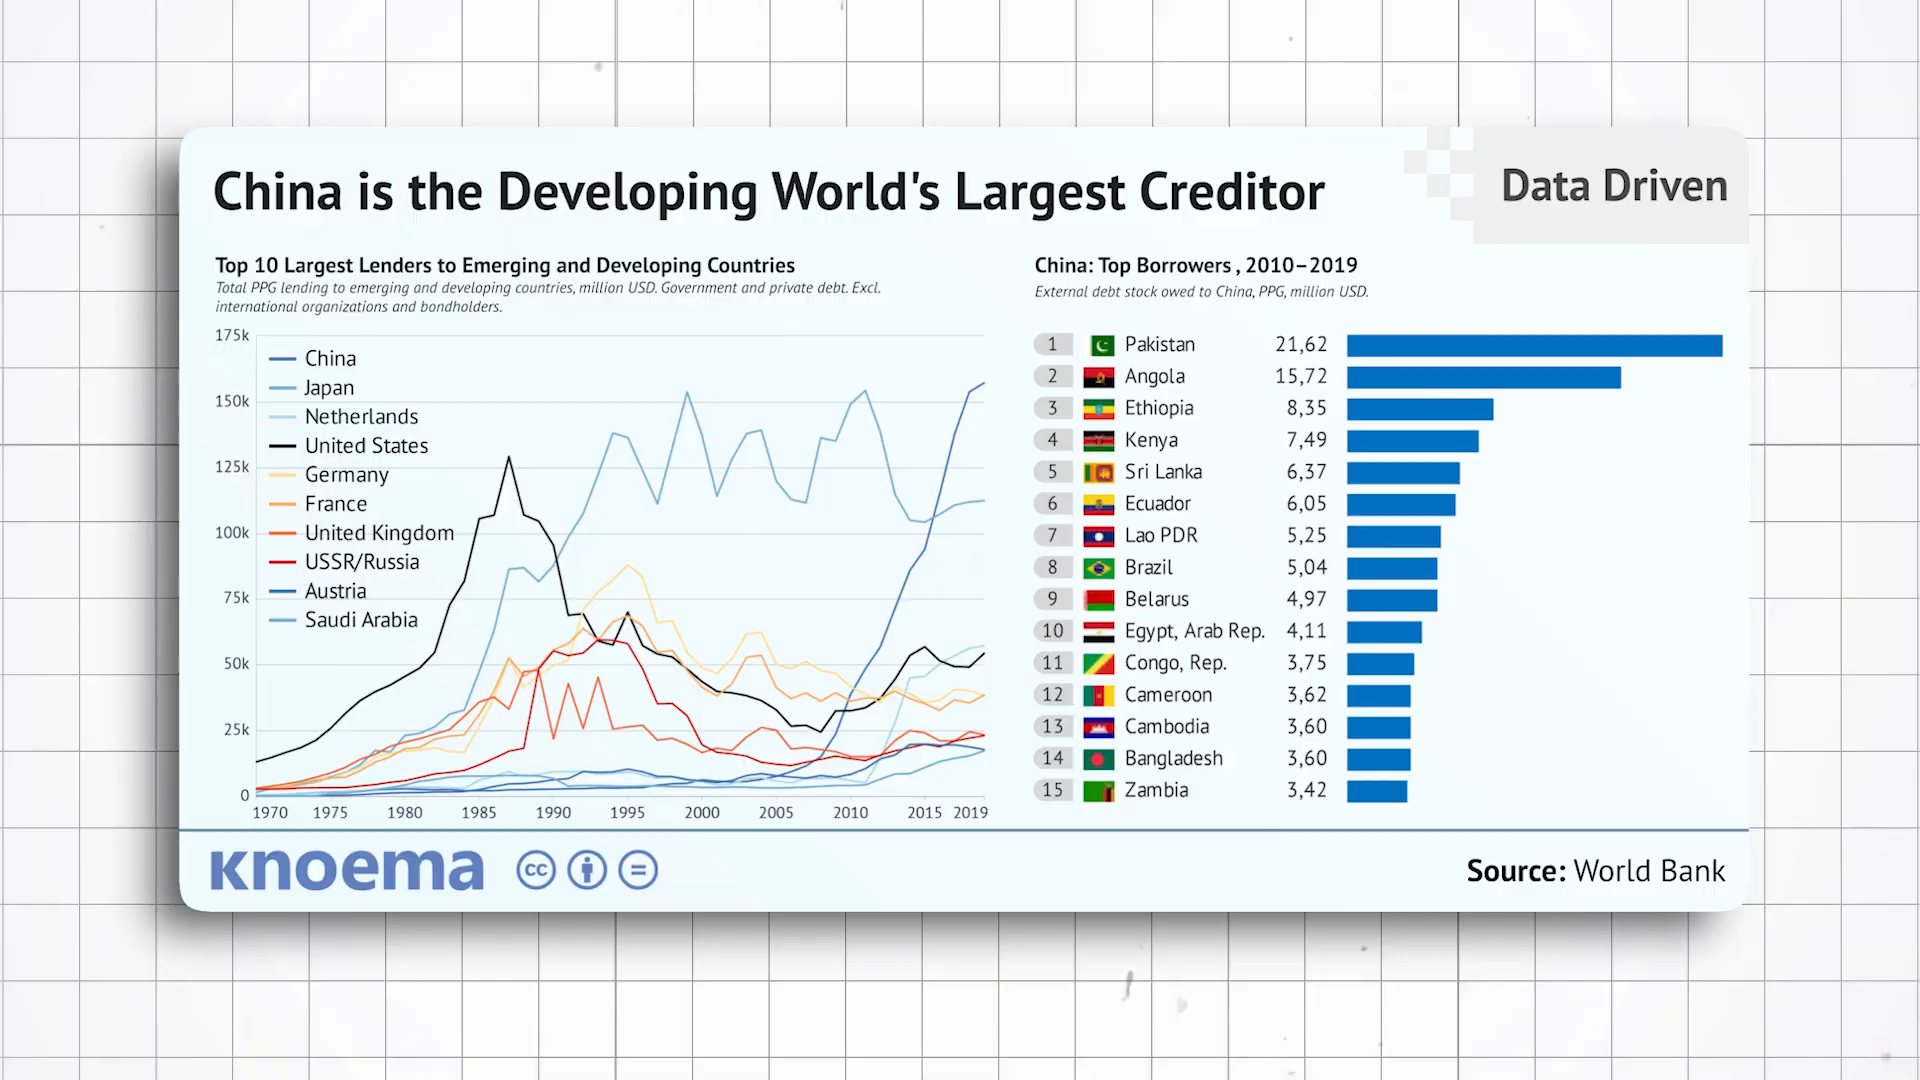 China is the Developing World's Largest Creditor
Data Driven
Top 10 Largest Lenders to Emerging and Developing Countries
Total PPG lending to emerging and developing countries, million USD. Government and private debt. Excl.
international organizations and bondholders.
175k
150k
125k
100k
75k
50k
25k
0
China
Japan
Netherlands
United States
Germany
France
United Kingdom
USSR/Russia
Austria
Saudi Arabia
1970 1975 1980 1985 1990 1995 2000 2005 2010 2015 2019
China: Top Borrowers , 2010–2019
External debt stock owed to China, PPG, million USD.
1 Pakistan 21,62
2 Angola 15,72
3 Ethiopia 8,35
4 Kenya 7,49
5 Sri Lanka 6,37
6 Ecuador 6,05
7 Lao PDR 5,25
8 Brazil 5,04
9 Belarus 4,97
10 Egypt, Arab Rep. 4,11
11 Congo, Rep. 3,75
12 Cameroon 3,62
13 Cambodia 3,60
14 Bangladesh 3,60
15 Zambia 3,42
knoema
cc
Source: World Bank